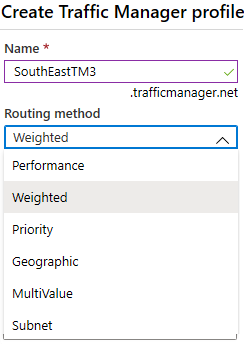 Create Traffic Manager profile
Name *
SouthEastTM3
.trafficmanager.net
Routing method
Weighted
Performance
Weighted
Priority
Geographic
MultiValue
Subnet